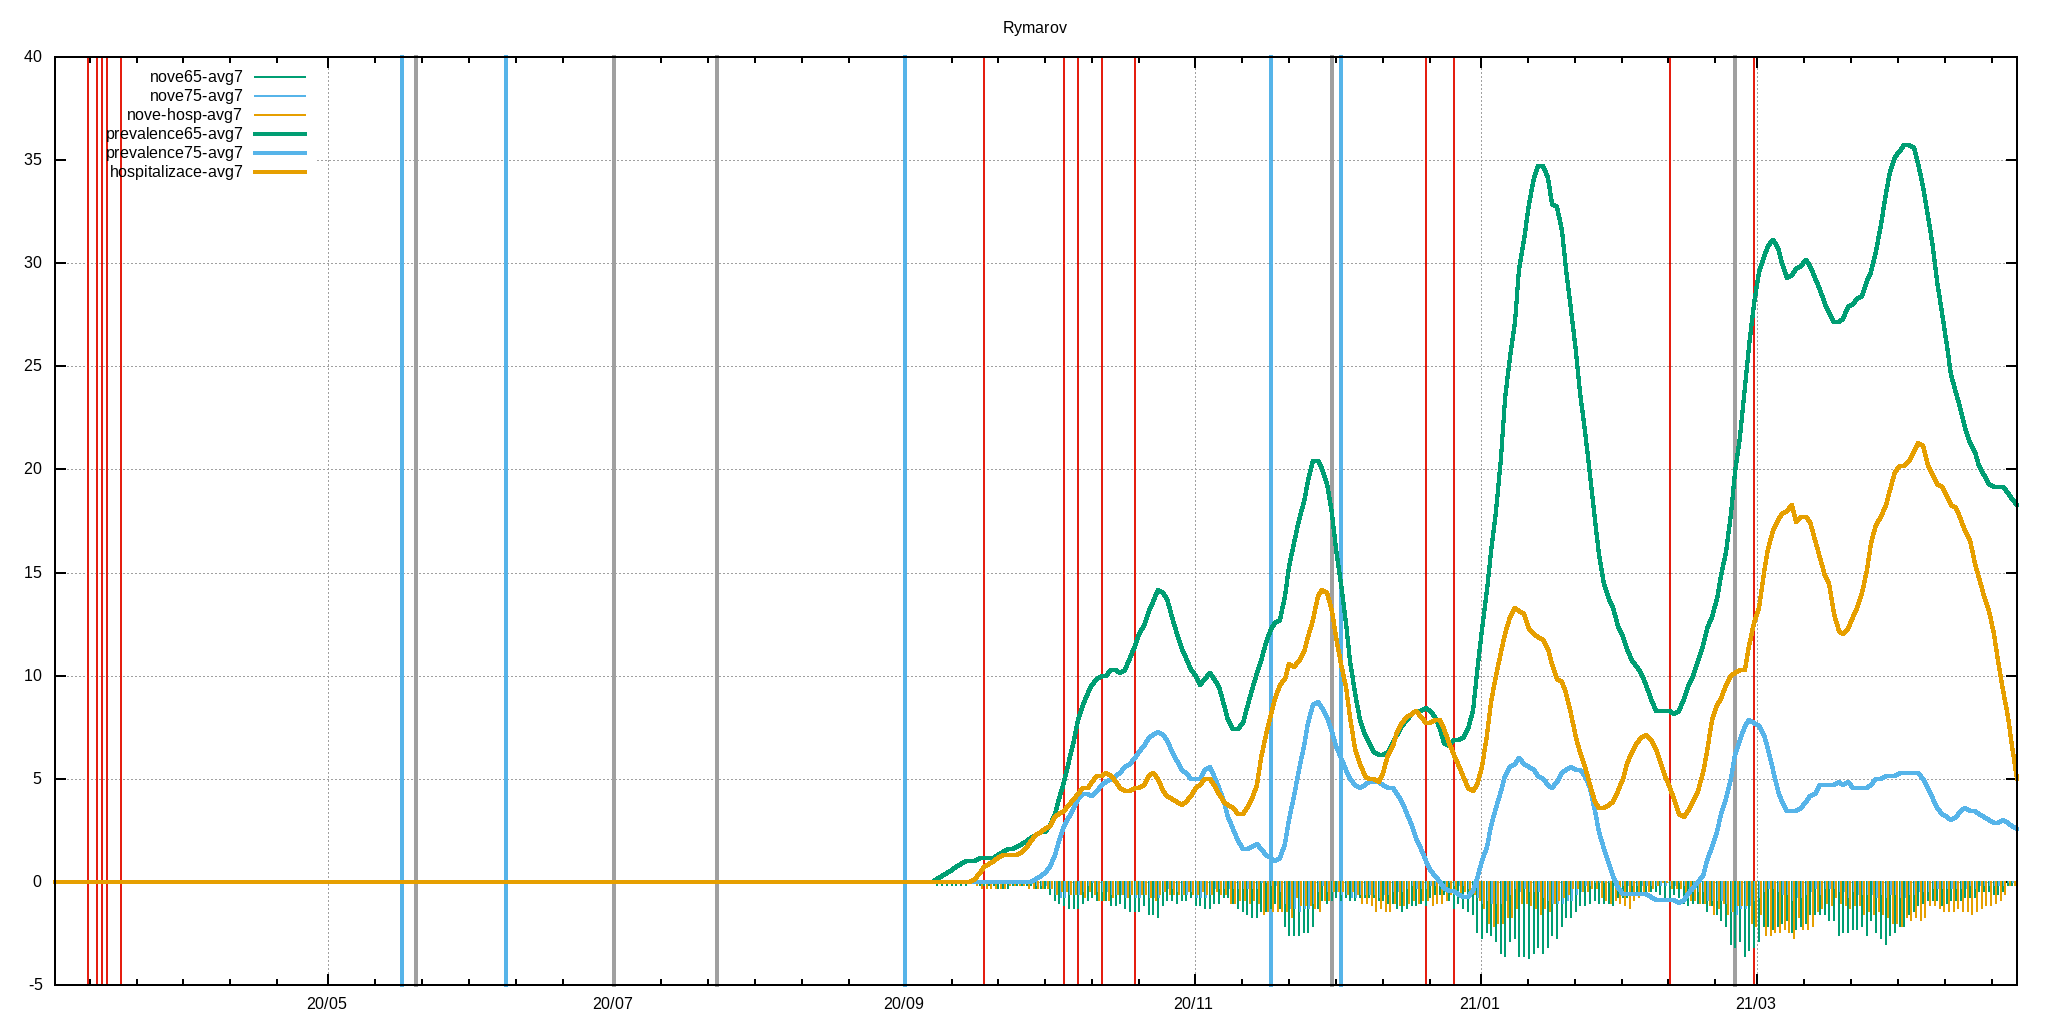 Rymarov
40
nove65-avg7
nove75-avg7
nove-hosp-avg7
prevalence65-avg7
prevalence75-avg7
hospitalizace-avg7
35
30
25
20
15
10
5
0
-5
20/05 20/07 20/09 20/11 21/01 21/03